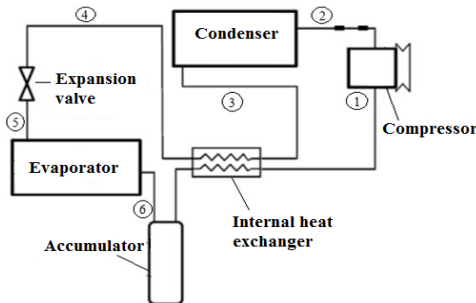 4
2
Condenser
Expansion
valve
3
1
Compressor
5
Evaporator
6
Internal heat
exchanger
Accumulator